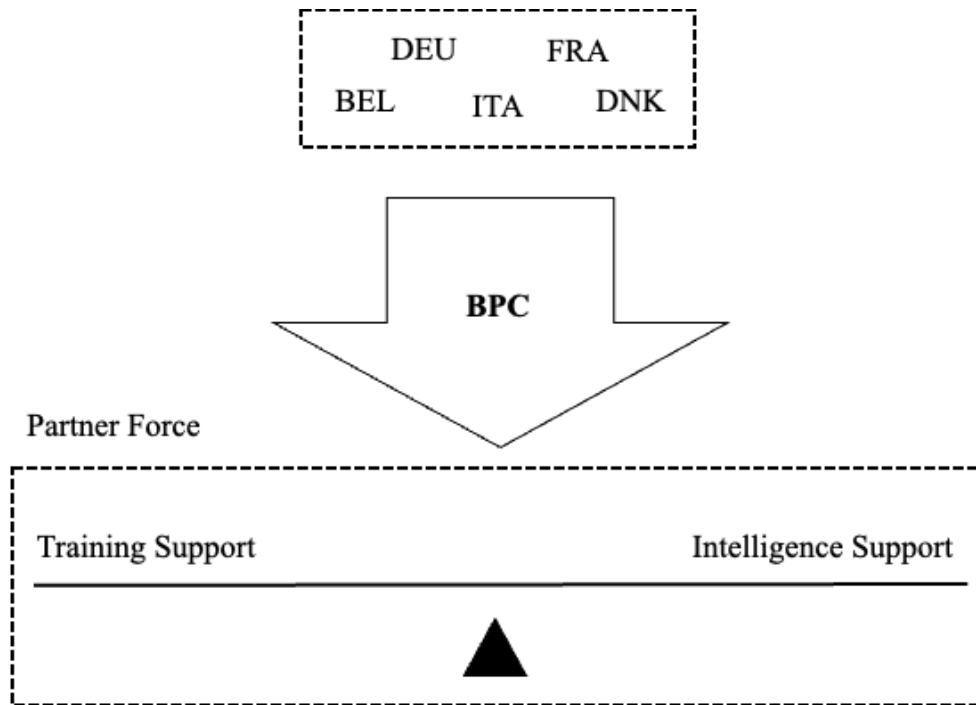 DEU FRA
BEL ITA DNK
BPC
Partner Force
Training Support Intelligence Support